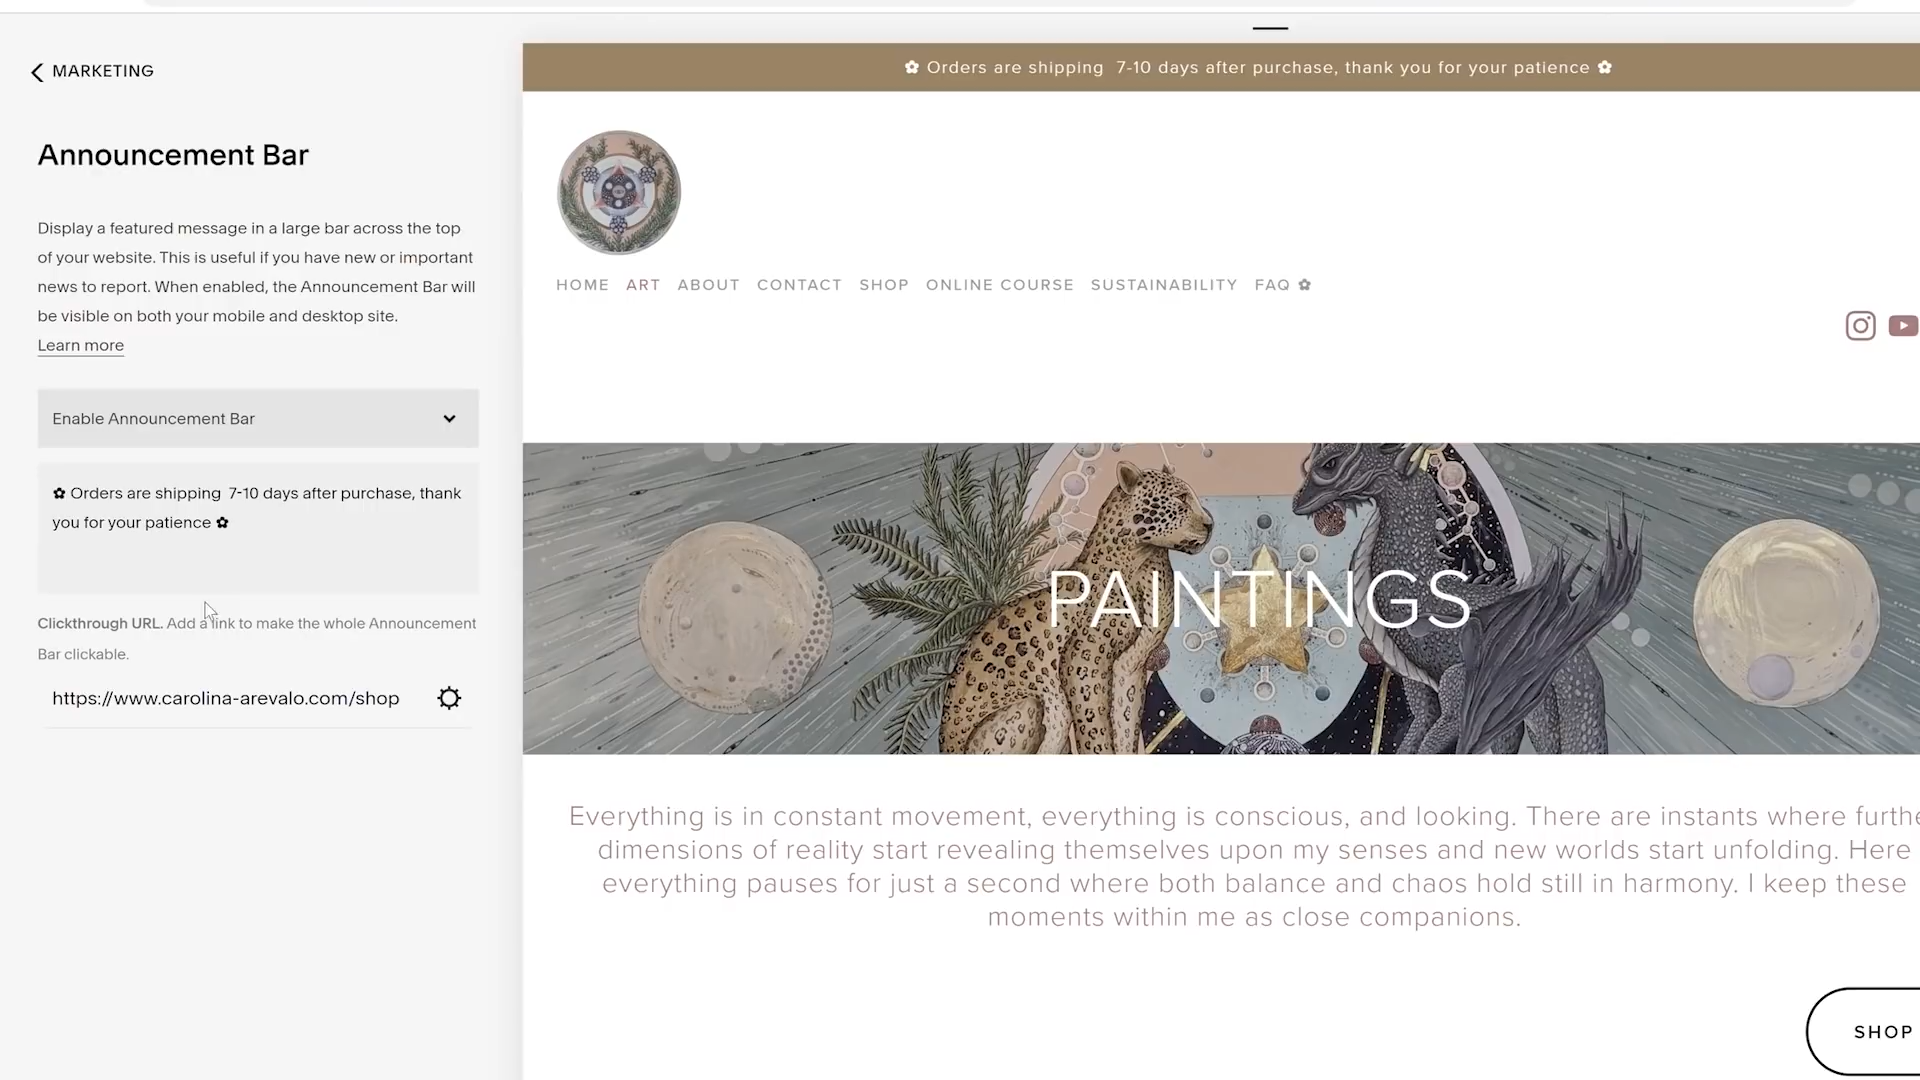 MARKETING
Announcement Bar
Display a featured message in a large bar across the top
of your website. This is useful if you have new or important
news to report. When enabled, the Announcement Bar will
be visible on both your mobile and desktop site.
Learn more
Enable Announcement Bar
✿ Orders are shipping  7-10 days after purchase, thank
you for your patience ✿
Clickthrough URL. Add a link to make the whole Announcement
Bar clickable.
https://www.carolina-arevalo.com/shop
✿ Orders are shipping  7-10 days after purchase, thank you for your patience ✿
HOME ART ABOUT CONTACT SHOP ONLINE COURSE SUSTAINABILITY FAQ ✿
PAINTINGS
Everything is in constant movement, everything is conscious, and looking. There are instants where furthe
dimensions of reality start revealing themselves upon my senses and new worlds start unfolding. Here
everything pauses for just a second where both balance and chaos hold still in harmony. I keep these
moments within me as close companions.
SHOP